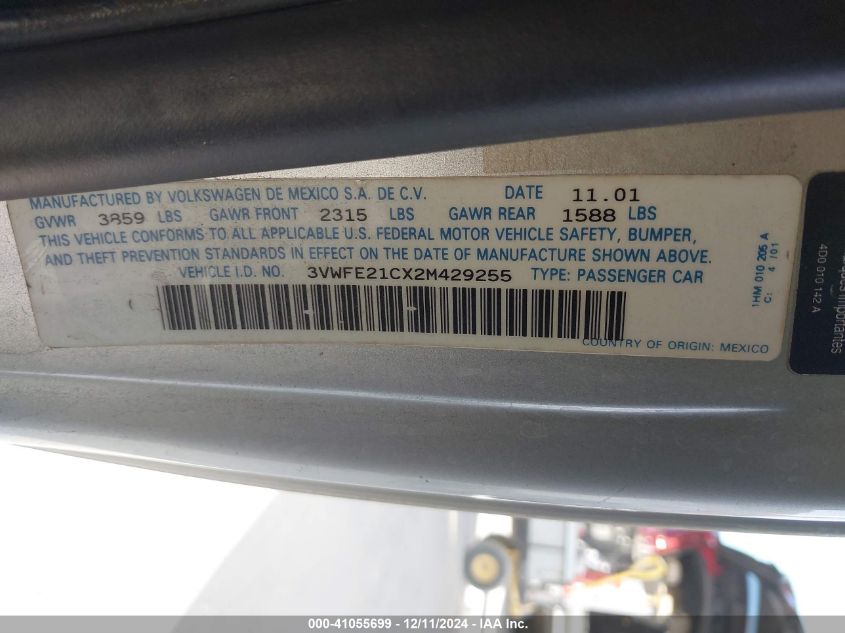 MANUFACTURED BY VOLKSWAGEN DE MEXICO S.A. DE C.V. DATE 11.01
GVWR 3859 LBS GAWR FRONT 2315 LBS GAWR REAR 1588 LBS
THIS VEHICLE CONFORMS TO ALL APPLICABLE U.S. FEDERAL MOTOR VEHICLE SAFETY, BUMPER,
AND THEFT PREVENTION STANDARDS IN EFFECT ON THE DATE OF MANUFACTURE SHOWN ABOVE.
VEHICLE I.D. NO. 3VWFE21CX2M429255 TYPE: PASSENGER CAR
COUNTRY OF ORIGIN: MEXICO
1HM 010 205 A
C: 4 /01
4D0 010 142 A
importantes
000-41055699 - 12/11/2024 - IAA Inc.